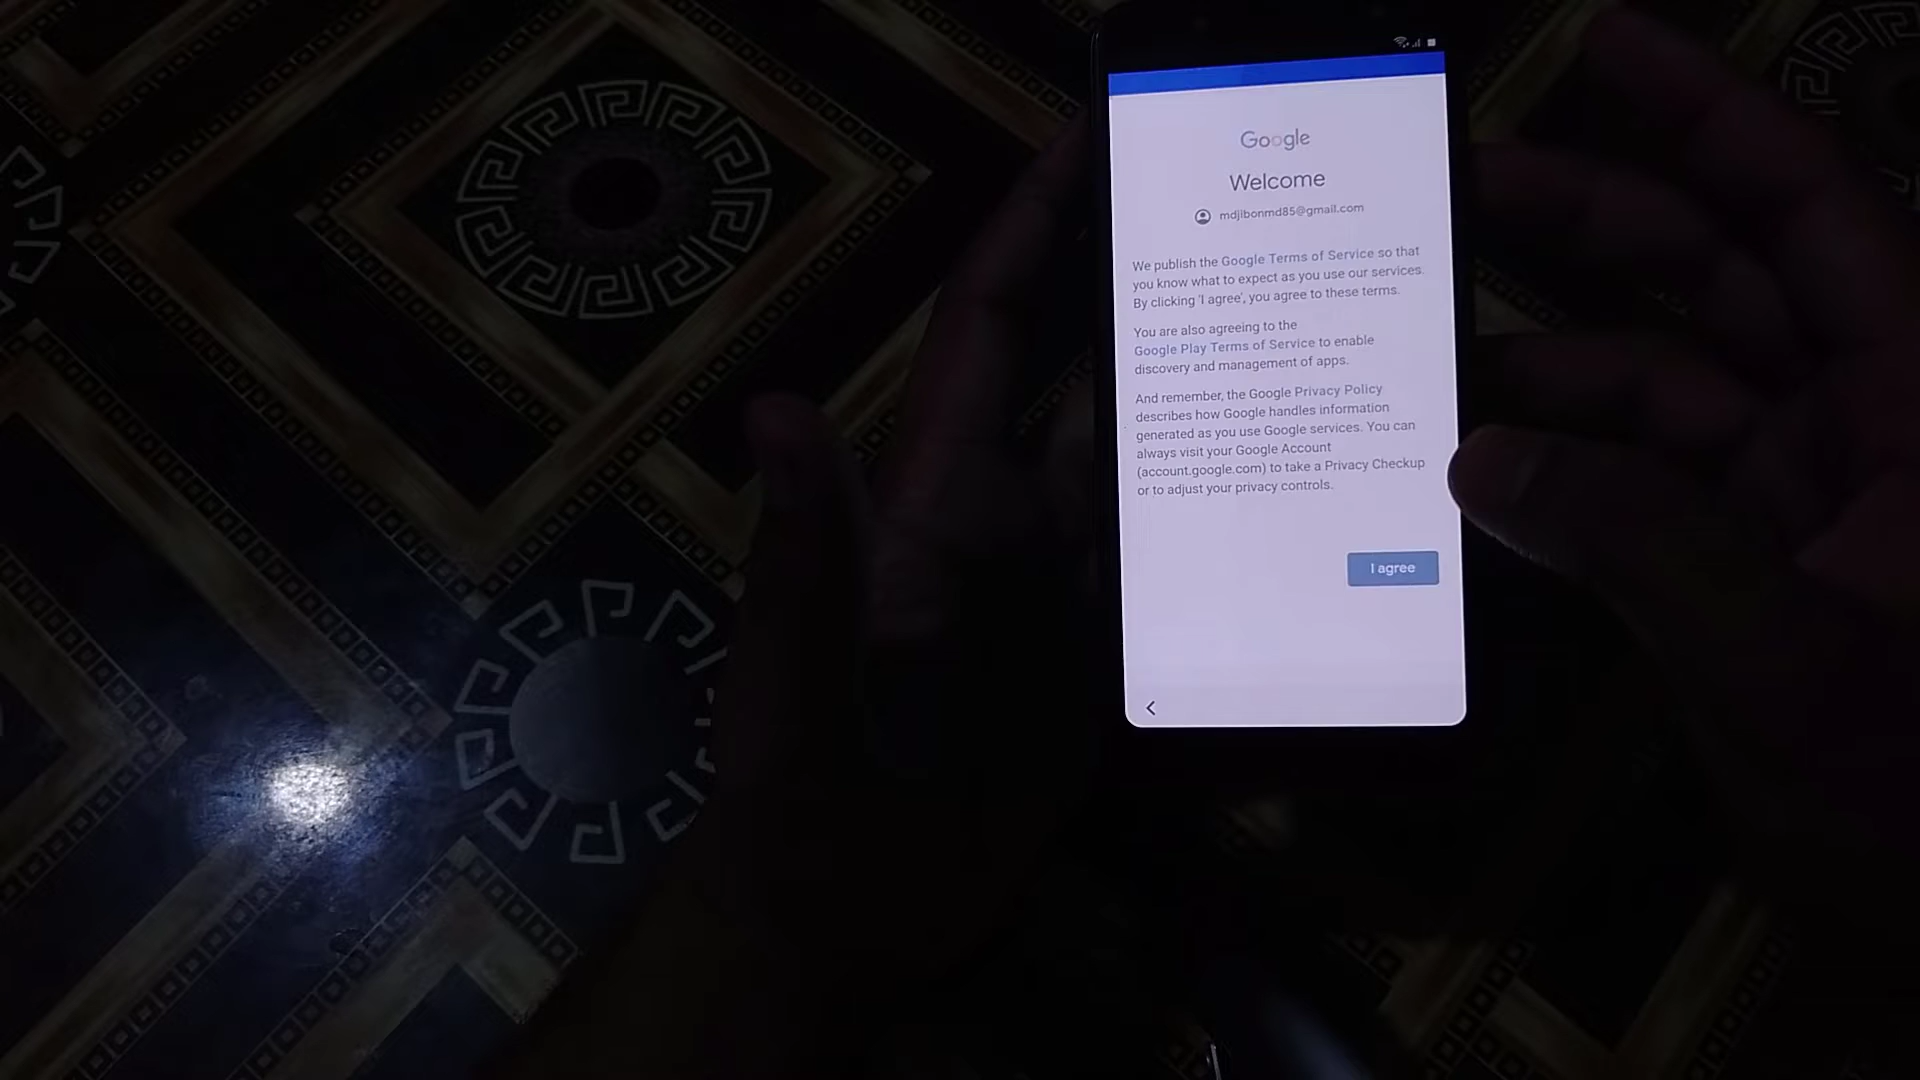 Google
Welcome
mdjibonmd85@gmail.com
We publish the Google Terms of Service so that
you know what to expect as you use our services.
By clicking 'I agree', you agree to these terms.
You are also agreeing to the
Google Play Terms of Service to enable
discovery and management of apps.
And remember, the Google Privacy Policy
describes how Google handles information
generated as you use Google services. You can
always visit your Google Account
(account.google.com) to take a Privacy Checkup
or to adjust your privacy controls.
I agree